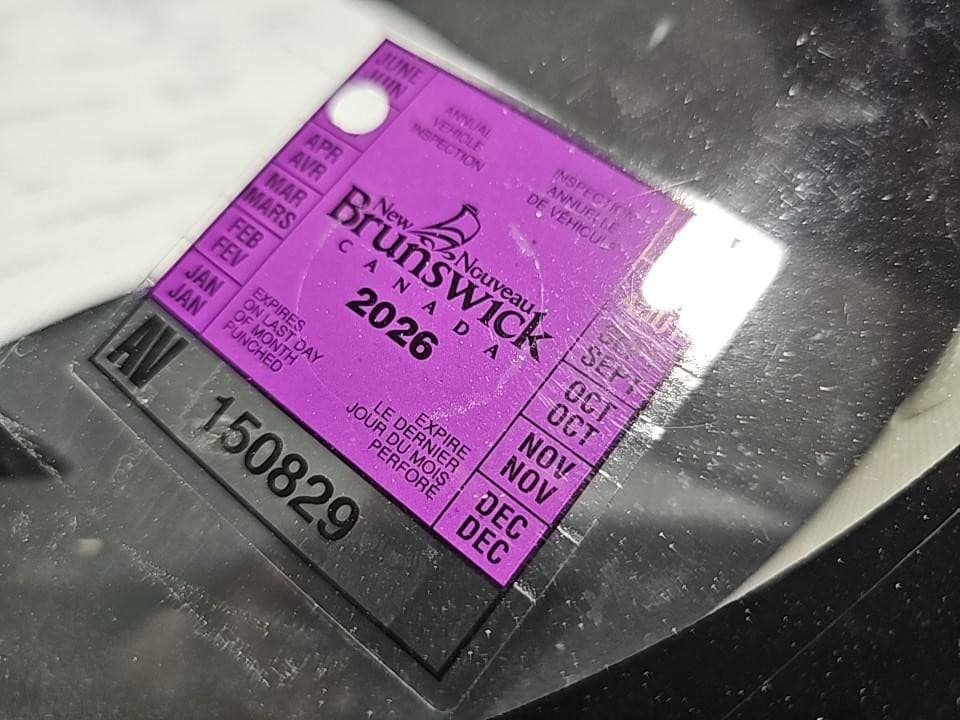 JUNE
JUIN
APR
AVR
MAR
MARS
FEB
FEV
JAN
JAN
ANNUAL
VEHICLE
INSPECTION
INSPECTION
ANNUELLE
DE VÉHICULE
New Nouveau
Brunswick
CANADA
2026
EXPIRES
ON LAST DAY
OF MONTH
PUNCHED
EXPIRE
LE DERNIER
JOUR DU MOIS
PERFORÉ
SEPT
OCT
OCT
NOV
NOV
DEC
DEC
AV
150829